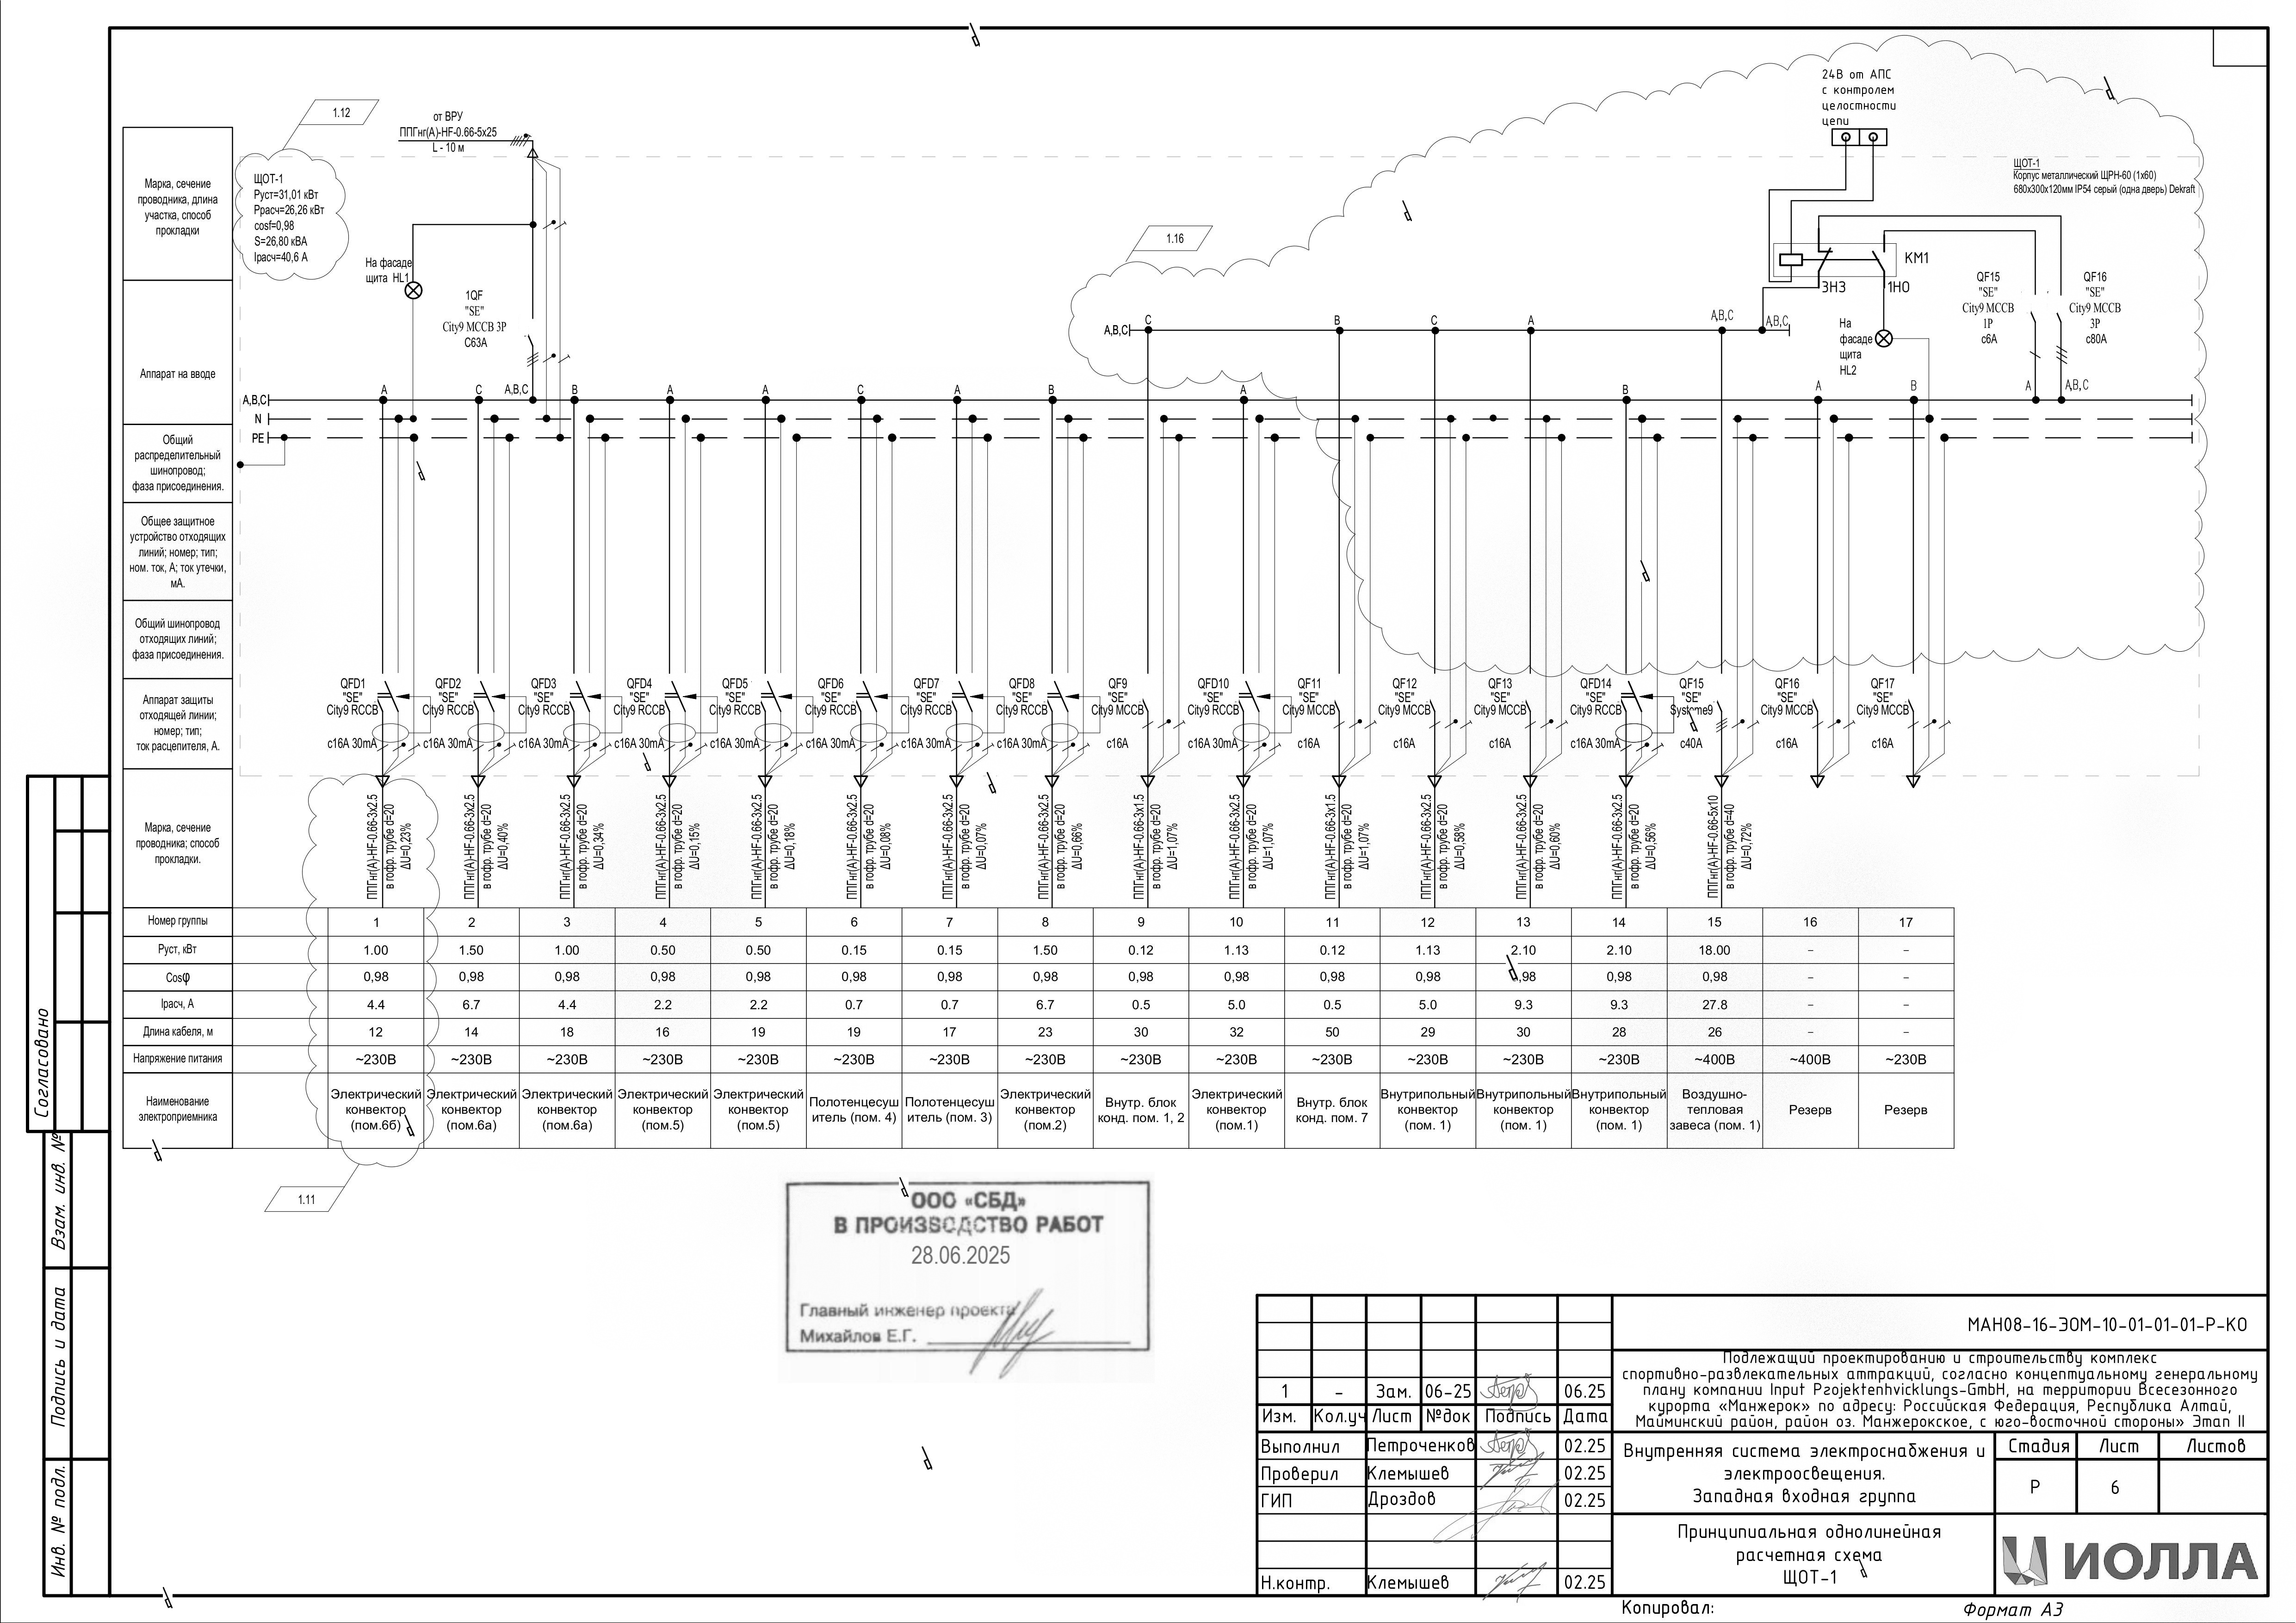 1.12
от ВРУ
ППГнг(А)-HF-0.66-5x25
L - 10 м
ЩОТ-1
Руст=31,01 кВт
Ррасч=26,26 кВт
cosf=0,98
S=26,80 кВА
Iрасч=40,6 А
На фасаде
щита HL1
1QF
"SE"
City9 MCCB 3P
C63A
24В от АПС
с контролем
целостности
цепи
ЩОТ-1
Корпус металлический ЩРН-60 (1х60)
680х300х120мм IP54 серый (одна дверь) Dekraft
1.16
KM1
3НЗ
1НО
На
фасаде
щита
HL2
QF15
"SE"
City9 MCCB
1P
c6A
QF16
"SE"
City9 MCCB
3P
c80A
A,B,C
C
B
C
A
A,B,C
A,B,C
A,B,C
N
PE
A
C
A,B,C
B
A
A
C
A
B
A
B
A
B
A
A,B,C
Марка, сечение
проводника, длина
участка, способ
прокладки
Аппарат на вводе
Общий
распределительный
шинопровод;
фаза присоединения.
Общее защитное
устройство отходящих
линий; номер; тип;
ном. ток, А; ток утечки,
мА.
Общий шинопровод
отходящих линий;
фаза присоединения.
Аппарат защиты
отходящей линии;
номер; тип;
ток расцепителя, А.
Марка, сечение
проводника; способ
прокладки.
QFD1 "SE" City9 RCCB c16A 30mA
QFD2 "SE" City9 RCCB c16A 30mA
QFD3 "SE" City9 RCCB c16A 30mA
QFD4 "SE" City9 RCCB c16A 30mA
QFD5 "SE" City9 RCCB c16A 30mA
QFD6 "SE" City9 RCCB c16A 30mA
QFD7 "SE" City9 RCCB c16A 30mA
QFD8 "SE" City9 RCCB c16A 30mA
QF9 "SE" City9 MCCB c16A
QFD10 "SE" City9 RCCB c16A 30mA
QF11 "SE" City9 MCCB c16A
QF12 "SE" City9 MCCB c16A
QF13 "SE" City9 MCCB c16A
QFD14 "SE" City9 RCCB c16A 30mA
QF15 "SE" Systeme9 c40A
QF16 "SE" City9 MCCB c16A
QF17 "SE" City9 MCCB c16A
ППГнг(А)-HF-0.66-3x2.5 в гофр. трубе d=20 ΔU=0,23%
ППГнг(А)-HF-0.66-3x2.5 в гофр. трубе d=20 ΔU=0,40%
ППГнг(А)-HF-0.66-3x2.5 в гофр. трубе d=20 ΔU=0,34%
ППГнг(А)-HF-0.66-3x2.5 в гофр. трубе d=20 ΔU=0,15%
ППГнг(А)-HF-0.66-3x2.5 в гофр. трубе d=20 ΔU=0,18%
ППГнг(А)-HF-0.66-3x2.5 в гофр. трубе d=20 ΔU=0,08%
ППГнг(А)-HF-0.66-3x2.5 в гофр. трубе d=20 ΔU=0,07%
ППГнг(А)-HF-0.66-3x2.5 в гофр. трубе d=20 ΔU=0,66%
ППГнг(А)-HF-0.66-3x1.5 в гофр. трубе d=20 ΔU=1,07%
ППГнг(А)-HF-0.66-3x2.5 в гофр. трубе d=20 ΔU=1,07%
ППГнг(А)-HF-0.66-3x1.5 в гофр. трубе d=20 ΔU=1,07%
ППГнг(А)-HF-0.66-3x2.5 в гофр. трубе d=20 ΔU=0,58%
ППГнг(А)-HF-0.66-3x2.5 в гофр. трубе d=20 ΔU=0,60%
ППГнг(А)-HF-0.66-3x2.5 в гофр. трубе d=20 ΔU=0,56%
ППГнг(А)-HF-0.66-5x10 в гофр. трубе d=40 ΔU=0,72%
Номер группы 1 2 3 4 5 6 7 8 9 10 11 12 13 14 15 16 17
Руст, кВт 1.00 1.50 1.00 0.50 0.50 0.15 0.15 1.50 0.12 1.13 0.12 1.13 2.10 2.10 18.00 – –
Cosφ 0,98 0,98 0,98 0,98 0,98 0,98 0,98 0,98 0,98 0,98 0,98 0,98 0,98 0,98 0,98 – –
Iрасч, А 4.4 6.7 4.4 2.2 2.2 0.7 0.7 6.7 0.5 5.0 0.5 5.0 9.3 9.3 27.8 – –
Длина кабеля, м 12 14 18 16 19 19 17 23 30 32 50 29 30 28 26 – –
Напряжение питания ~230В ~230В ~230В ~230В ~230В ~230В ~230В ~230В ~230В ~230В ~230В ~230В ~230В ~230В ~400В ~400В ~230В
Наименование
электроприемника
Электрический конвектор (пом.6б)
Электрический конвектор (пом.6а)
Электрический конвектор (пом.6а)
Электрический конвектор (пом.5)
Электрический конвектор (пом.5)
Полотенцесуш итель (пом. 4)
Полотенцесуш итель (пом. 3)
Электрический конвектор (пом.2)
Внутр. блок конд. пом. 1, 2
Электрический конвектор (пом.1)
Внутр. блок конд. пом. 7
Внутрипольный конвектор (пом. 1)
Внутрипольный конвектор (пом. 1)
Внутрипольный конвектор (пом. 1)
Воздушно-тепловая завеса (пом. 1)
Резерв
Резерв
1.11
ООО «СБД»
В ПРОИЗВОДСТВО РАБОТ
28.06.2025
Главный инженер проекта
Михайлов Е.Г.
Согласовано
Взам. инв. №
Подпись и дата
Инв. № подл.
МАН08-16-ЭОМ-10-01-01-01-Р-КО
Подлежащий проектированию и строительству комплекс
спортивно-развлекательных аттракций, согласно концептуальному генеральному
плану компании Input Projektenhvicklungs-GmbH, на территории Всесезонного
курорта «Манжерок» по адресу: Российская Федерация, Республика Алтай,
Майминский район, район оз. Манжерокское, с юго-восточной стороны» Этап II
1 - Зам. 06-25 06.25
Изм. Кол.уч Лист №док Подпись Дата
Выполнил Петроченков 02.25
Проверил Клемышев 02.25
ГИП Дроздов 02.25
Н.контр. Клемышев 02.25
Внутренняя система электроснабжения и
электроосвещения.
Западная входная группа
Стадия Лист Листов
Р 6
Принципиальная однолинейная
расчетная схема
ЩОТ-1
ИОЛЛА
Копировал:
Формат А3